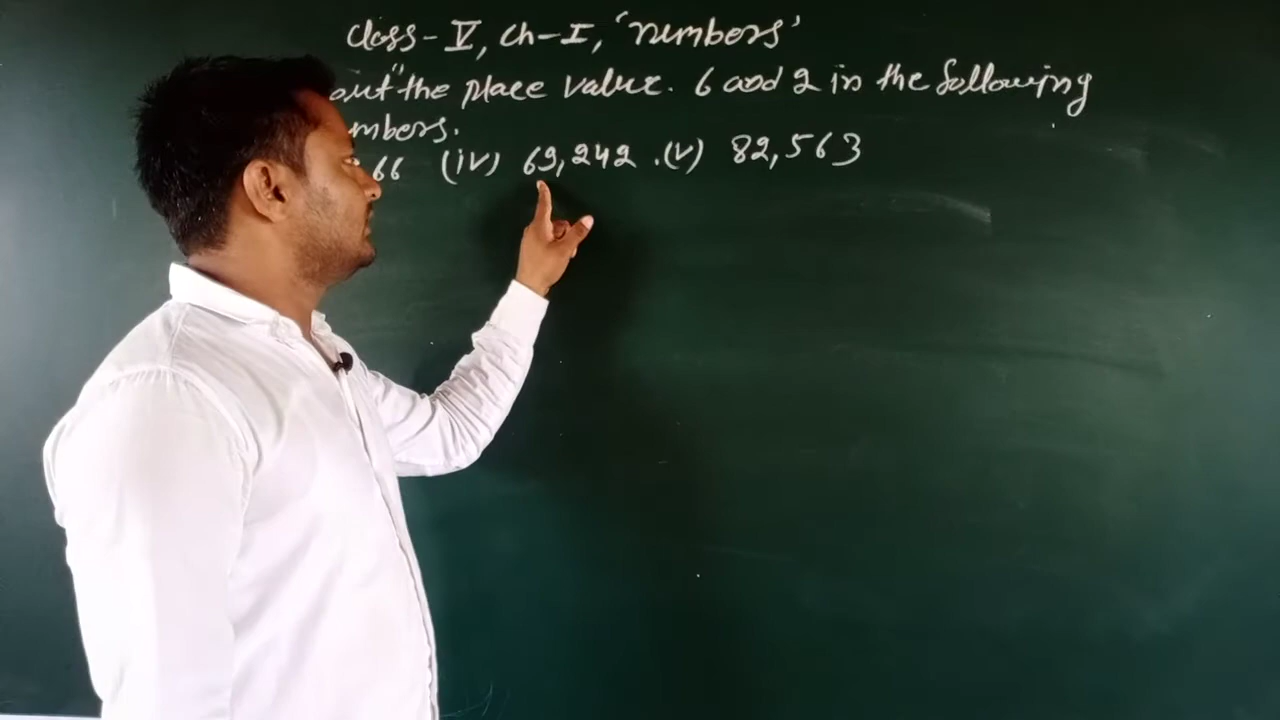 Class - V, Ch - I, 'Numbers'
out" the place value. 6 and 2 in the following
mbers.
66 (iv) 69,242 . (v) 82,563